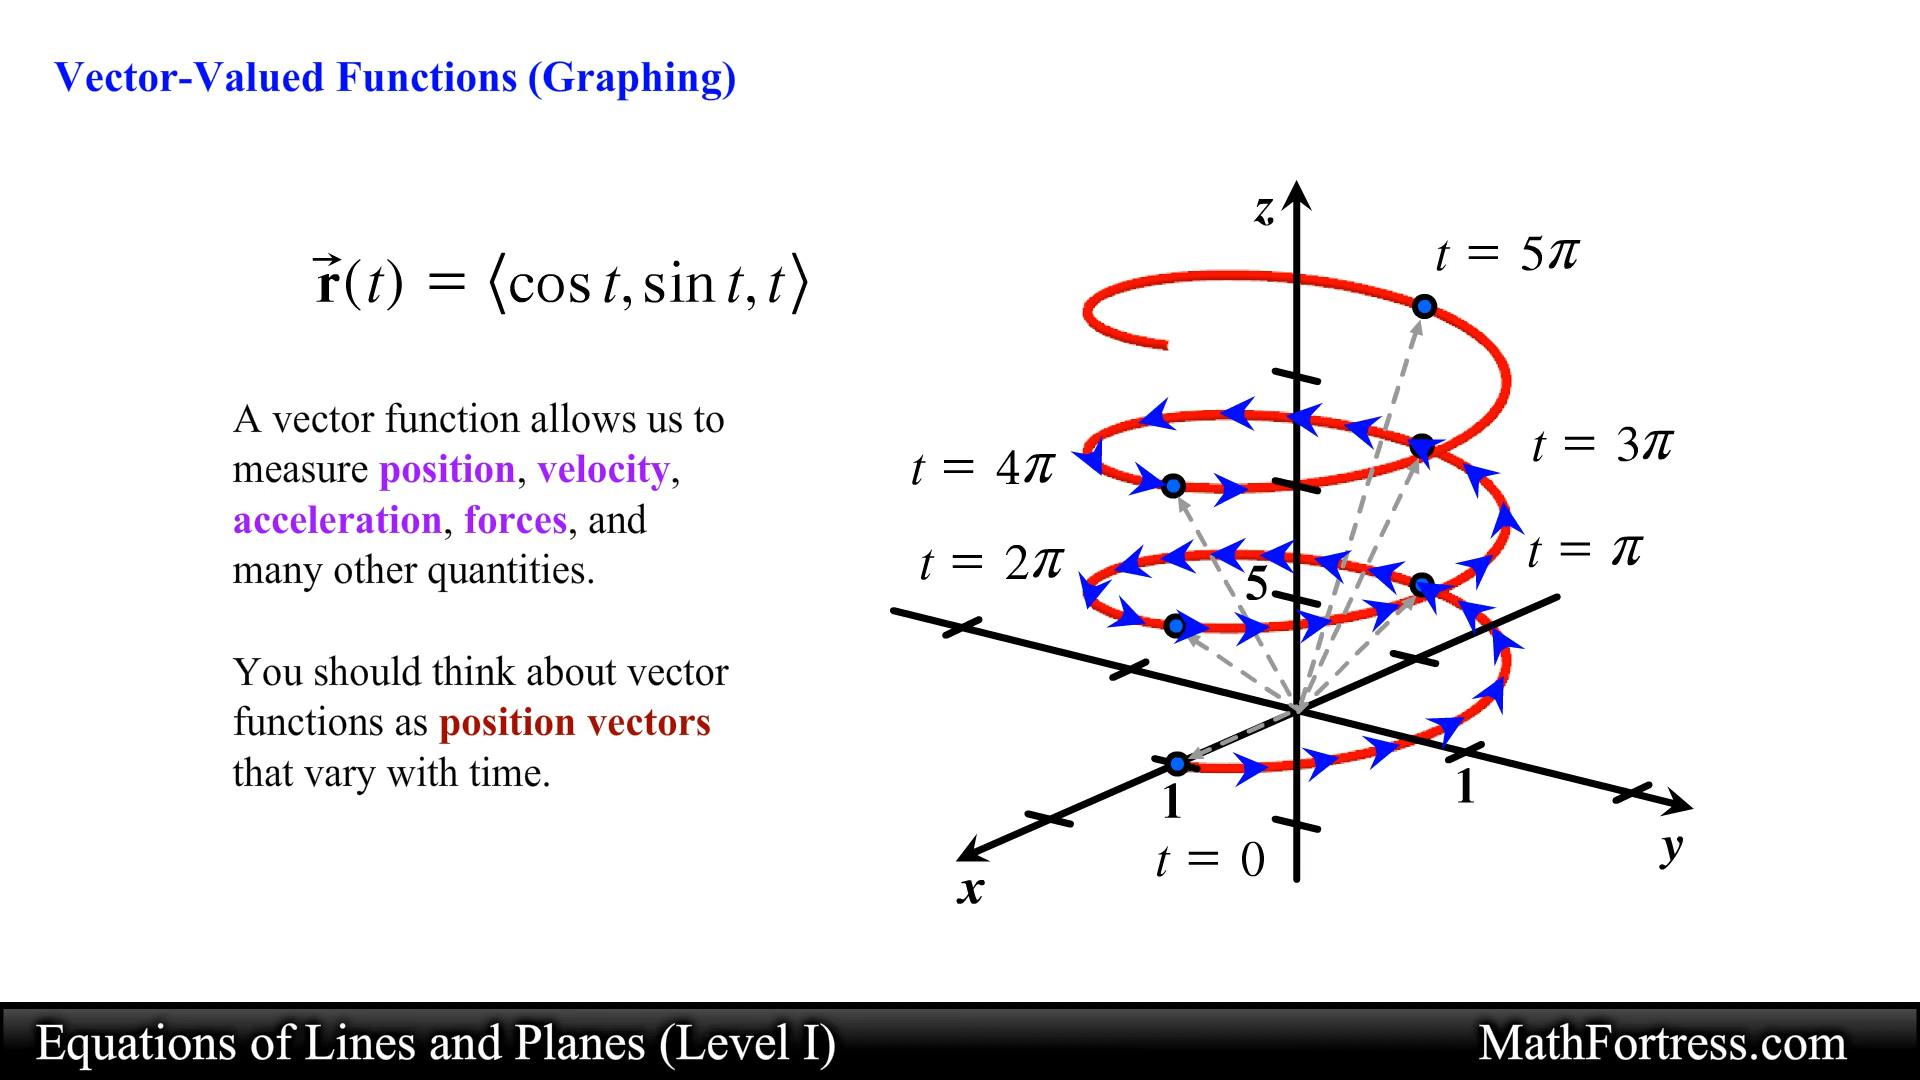 Vector-Valued Functions (Graphing)
r⃗(t) = ⟨cos t, sin t, t⟩
A vector function allows us to
measure position, velocity,
acceleration, forces, and
many other quantities.
You should think about vector
functions as position vectors
that vary with time.
z
t = 5π
t = 3π
t = 4π
t = π
t = 2π
5
1
1
t = 0
y
x
Equations of Lines and Planes (Level I)
MathFortress.com